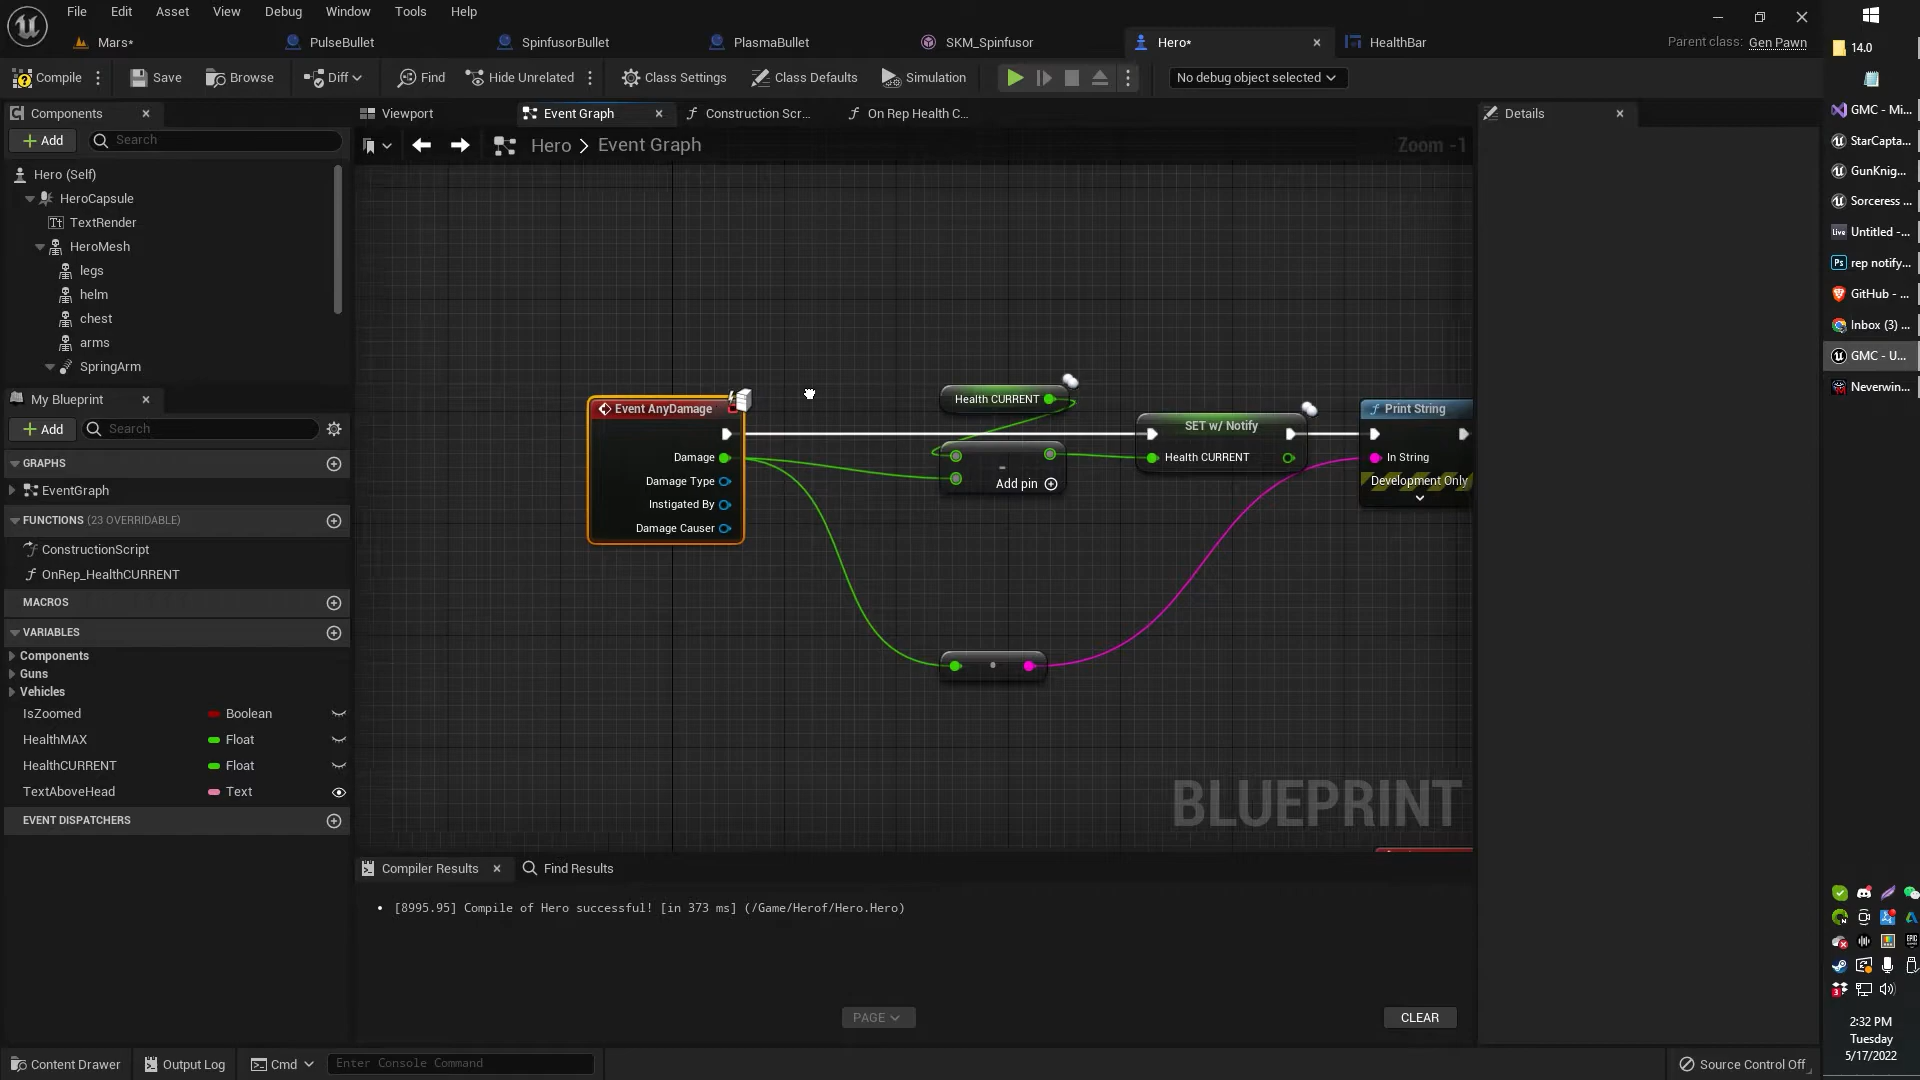 File Edit Asset View Debug Window Tools Help
Mars* PulseBullet SpinfusorBullet PlasmaBullet SKM_Spinfusor Hero* HealthBar Parent class: Gen Pawn
Compile Save Browse Diff Find Hide Unrelated Class Settings Class Defaults Simulation No debug object selected
Components
Add Search
Hero (Self)
HeroCapsule
TextRender
HeroMesh
legs
helm
chest
arms
SpringArm
My Blueprint
Add Search
GRAPHS
EventGraph
FUNCTIONS (23 OVERRIDABLE)
ConstructionScript
OnRep_HealthCURRENT
MACROS
VARIABLES
Components
Guns
Vehicles
IsZoomed Boolean
HealthMAX Float
HealthCURRENT Float
TextAboveHead Text
EVENT DISPATCHERS
Viewport Event Graph Construction Scr... On Rep Health C...
Hero > Event Graph Zoom -1
Event AnyDamage
Damage
Damage Type
Instigated By
Damage Causer
Health CURRENT
-
Add pin
SET w/ Notify
Health CURRENT
Print String
In String
Development Only
BLUEPRINT
Compiler Results Find Results
• [8995.95] Compile of Hero successful! [in 373 ms] (/Game/Herof/Hero.Hero)
PAGE CLEAR
Details
Content Drawer Output Log Cmd Enter Console Command Source Control Off
14.0
GMC - Mi...
StarCapta...
GunKnig...
Sorceress ...
Live Untitled -...
Ps rep notify...
GitHub - ...
Inbox (3) ...
GMC - U...
Neverwin...
EPIC
3
2:32 PM
Tuesday
5/17/2022